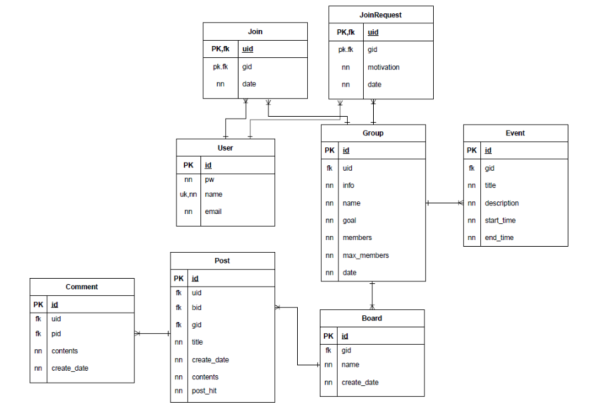 JoinRequest
PK,fk uid
pk.fk gid
nn motivation
nn date
Join
PK,fk uid
pk.fk gid
nn date
User
PK id
nn pw
uk,nn name
nn email
Group
PK id
fk uid
nn info
nn name
nn goal
nn members
nn max_members
nn date
Event
PK id
fk gid
nn title
nn description
nn start_time
nn end_time
Post
PK id
fk uid
fk bid
fk gid
nn title
nn create_date
nn contents
nn post_hit
Comment
PK id
fk uid
fk pid
nn contents
nn create_date
Board
PK id
fk gid
nn name
nn create_date